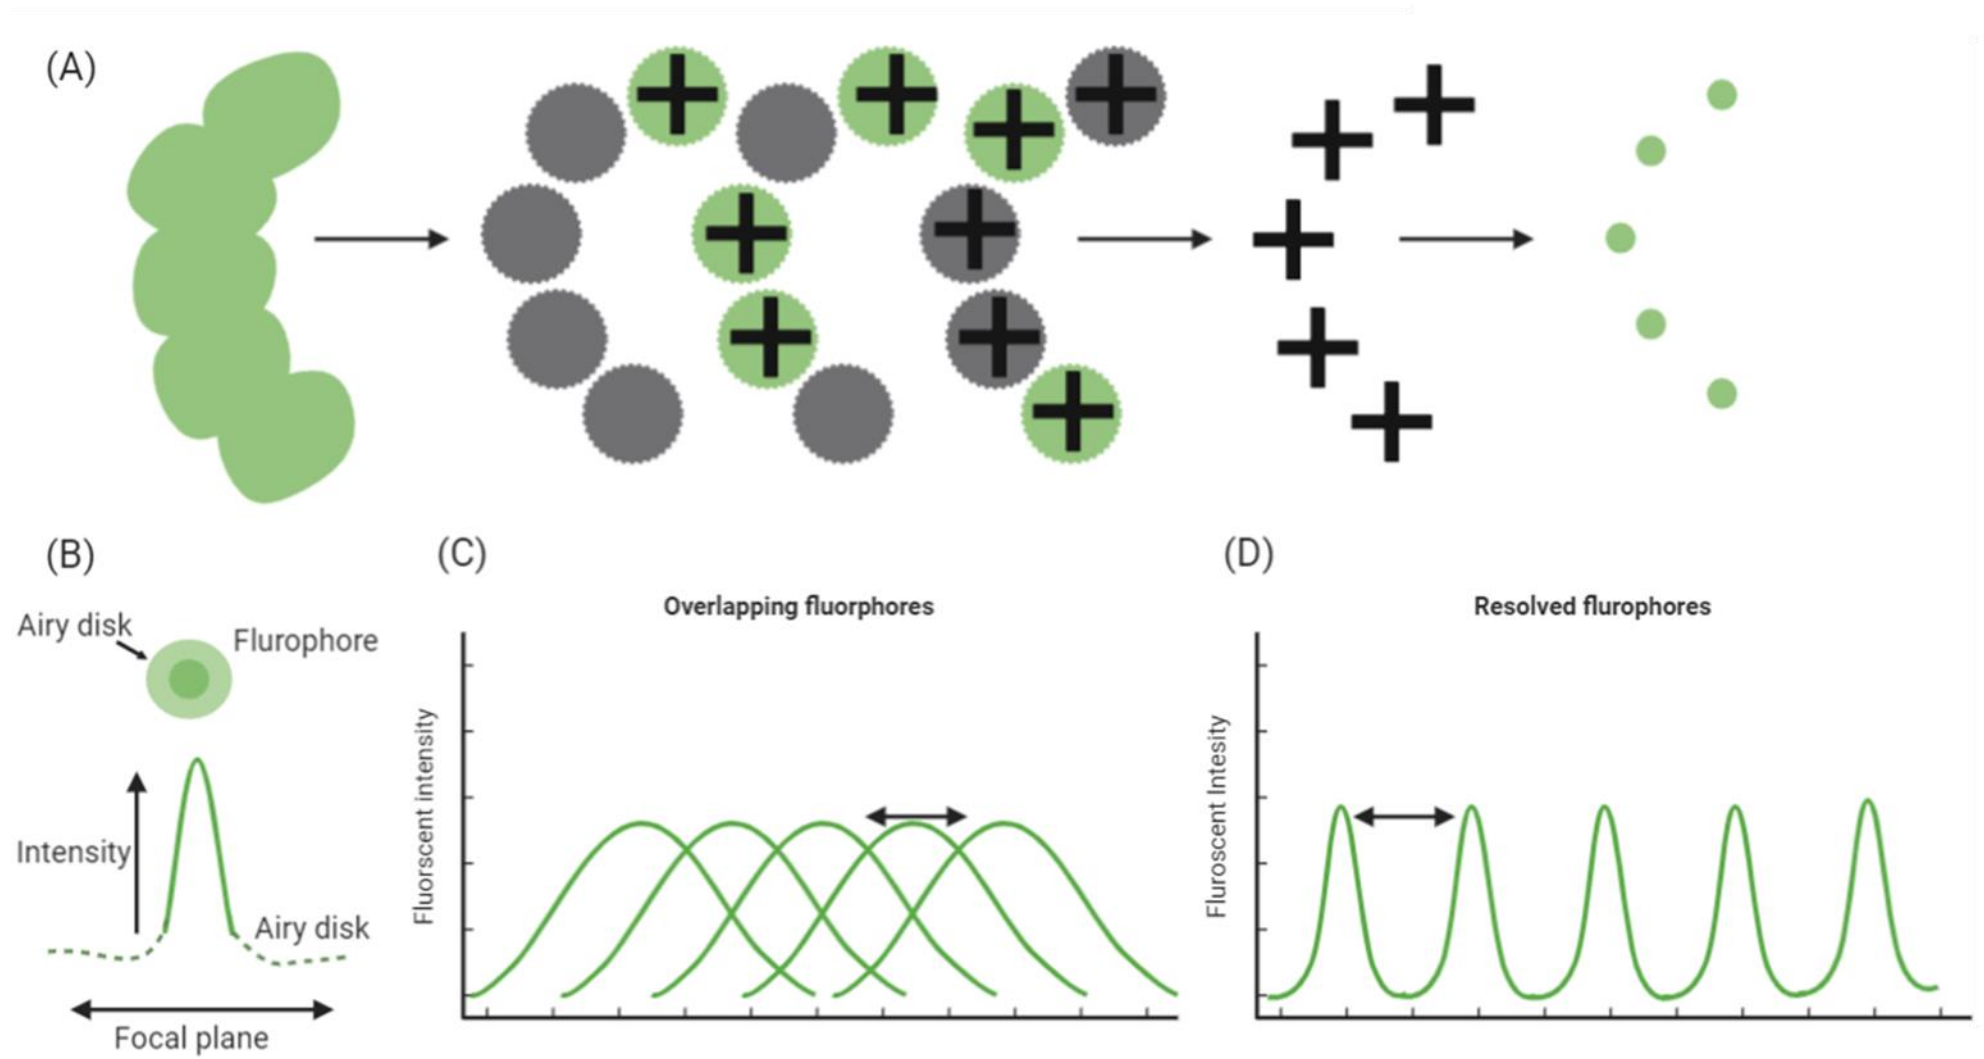 (A)
(B)
Airy disk
Flurophore
Intensity
Airy disk
Focal plane
(C)
Overlapping fluorphores
Fluorscent intensity
(D)
Resolved flurophores
Fluroscent Intesity